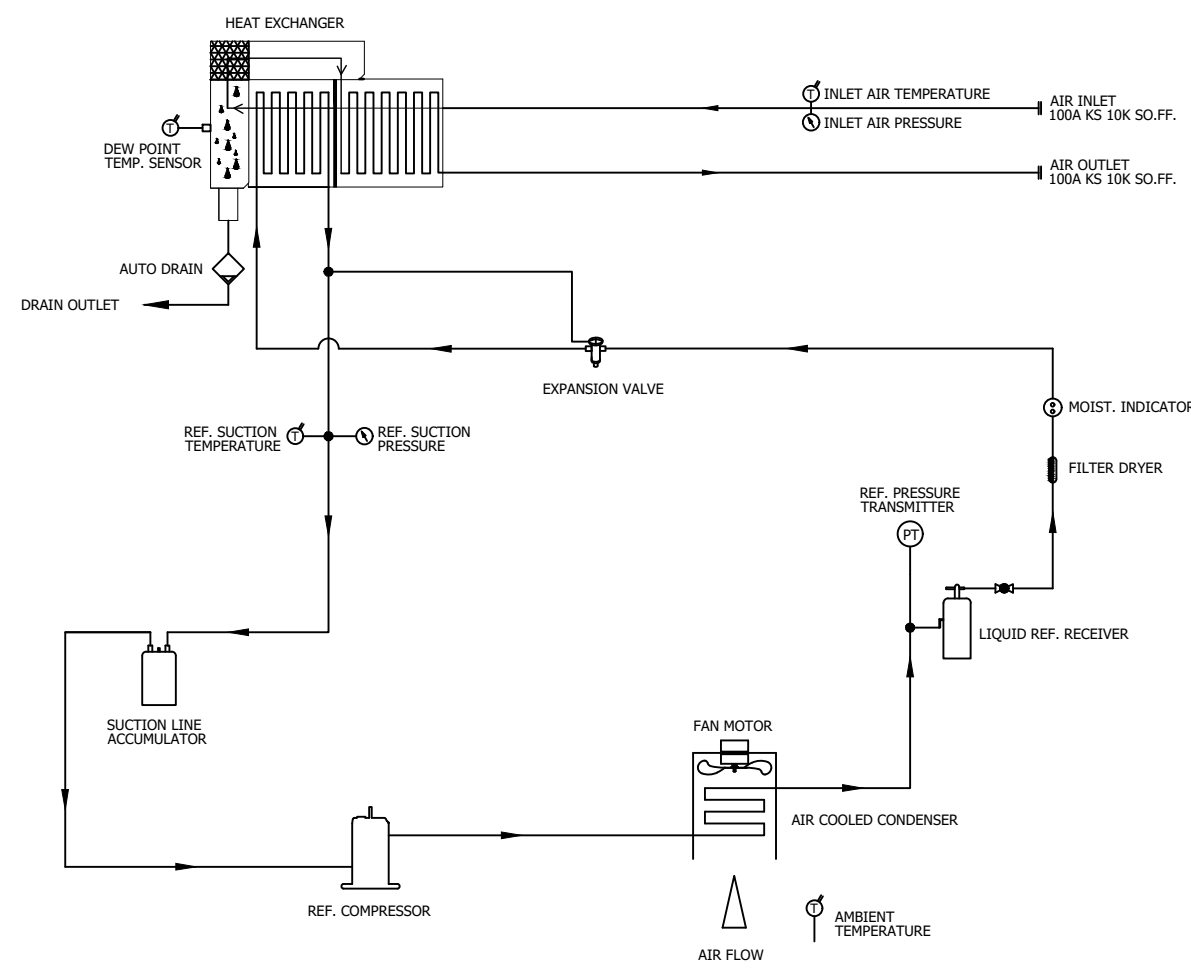 HEAT EXCHANGER
T
INLET AIR TEMPERATURE
INLET AIR PRESSURE
AIR INLET
100A KS 10K SO.FF.
T
DEW POINT
TEMP. SENSOR
AIR OUTLET
100A KS 10K SO.FF.
AUTO DRAIN
DRAIN OUTLET
EXPANSION VALVE
MOIST. INDICATOR
REF. SUCTION
TEMPERATURE
T
REF. SUCTION
PRESSURE
FILTER DRYER
REF. PRESSURE
TRANSMITTER
PT
LIQUID REF. RECEIVER
SUCTION LINE
ACCUMULATOR
FAN MOTOR
AIR COOLED CONDENSER
REF. COMPRESSOR
T
AMBIENT
TEMPERATURE
AIR FLOW